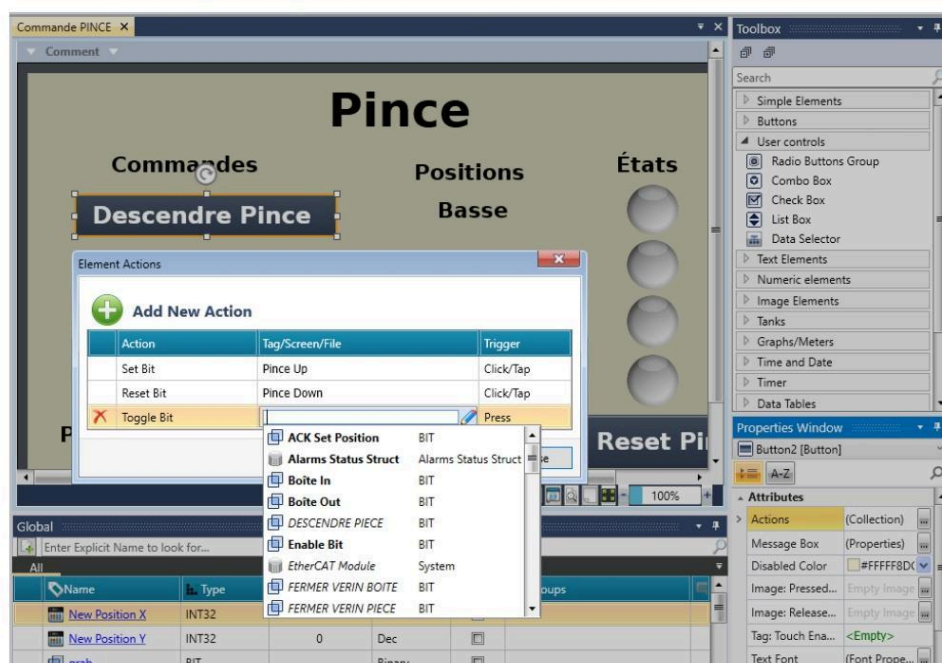 Commande PINCE
Toolbox
Comment
Search
Simple Elements
Buttons
User controls
Radio Buttons Group
Combo Box
Check Box
List Box
Data Selector
Text Elements
Numeric elements
Image Elements
Tanks
Graphs/Meters
Time and Date
Timer
Data Tables
Pince
Commandes
Positions
États
Descendre Pince
Basse
Element Actions
Add New Action
Action Tag/Screen/File Trigger
Set Bit Pince Up Click/Tap
Reset Bit Pince Down Click/Tap
Toggle Bit Press
ACK Set Position BIT
Alarms Status Struct Alarms Status Struct
Boîte In BIT
Boîte Out BIT
DESCENDRE PIECE BIT
Enable Bit BIT
EtherCAT Module System
FERMER VERIN BOITE BIT
FERMER VERIN PIECE BIT
P
Reset Pi
100%
Properties Window
Button2 [Button]
A-Z
Attributes
Actions (Collection)
Message Box (Properties)
Disabled Color #FFFFF8D(
Image: Pressed... Empty Image
Image: Release... Empty Image
Tag: Touch Ena... <Empty>
Text Font (Font Prope...
Global
Enter Explicit Name to look for...
All
Name Type oups
New Position X INT32
New Position Y INT32 0 Dec
grab BIT Binary